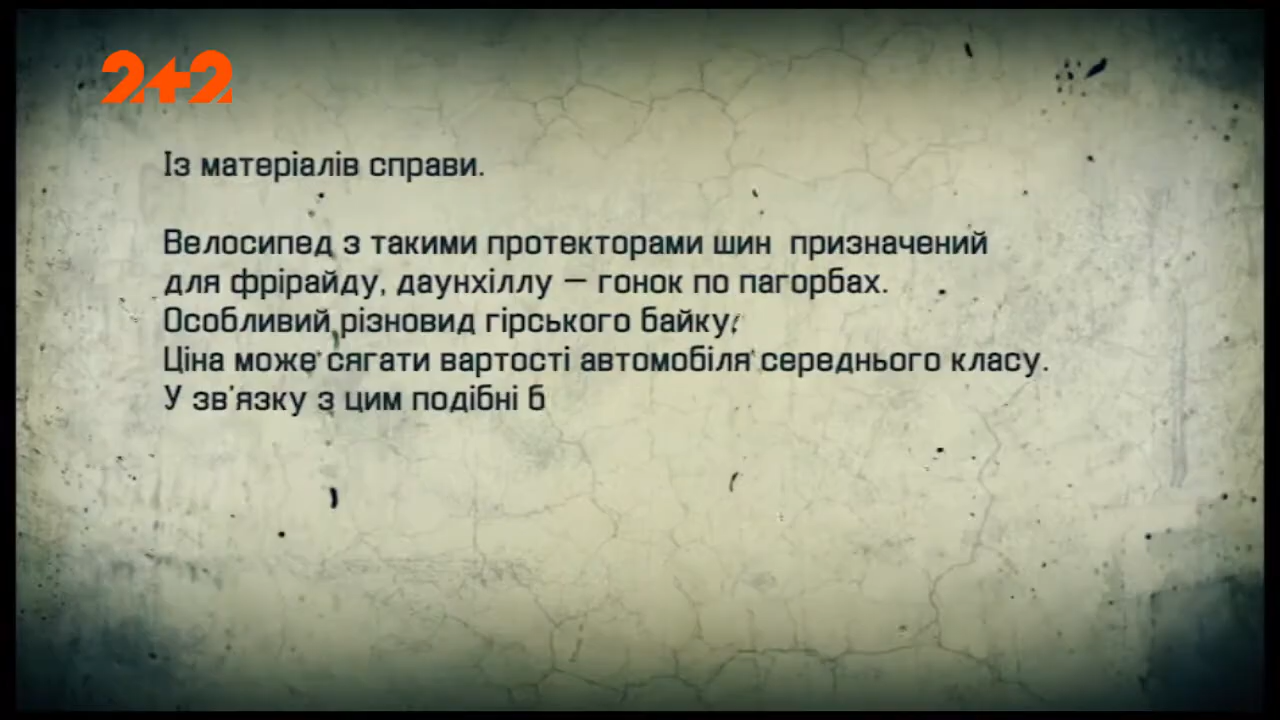 2+2
Із матеріалів справи.
Велосипед з такими протекторами шин призначений
для фрірайду, даунхіллу — гонок по пагорбах.
Особливий різновид гірського байку.
Ціна може сягати вартості автомобіля середнього класу.
У зв'язку з цим подібні б